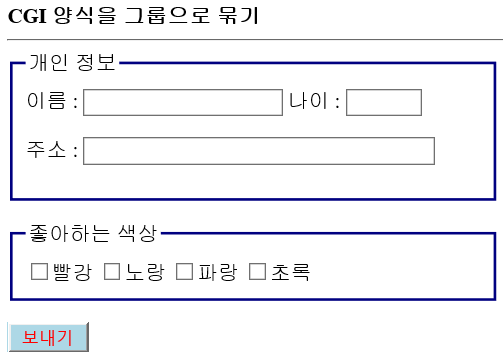 CGI 양식을 그룹으로 묶기
개인 정보
이름 : 나이 :
주소 :
좋아하는 색상
빨강 노랑 파랑 초록
보내기